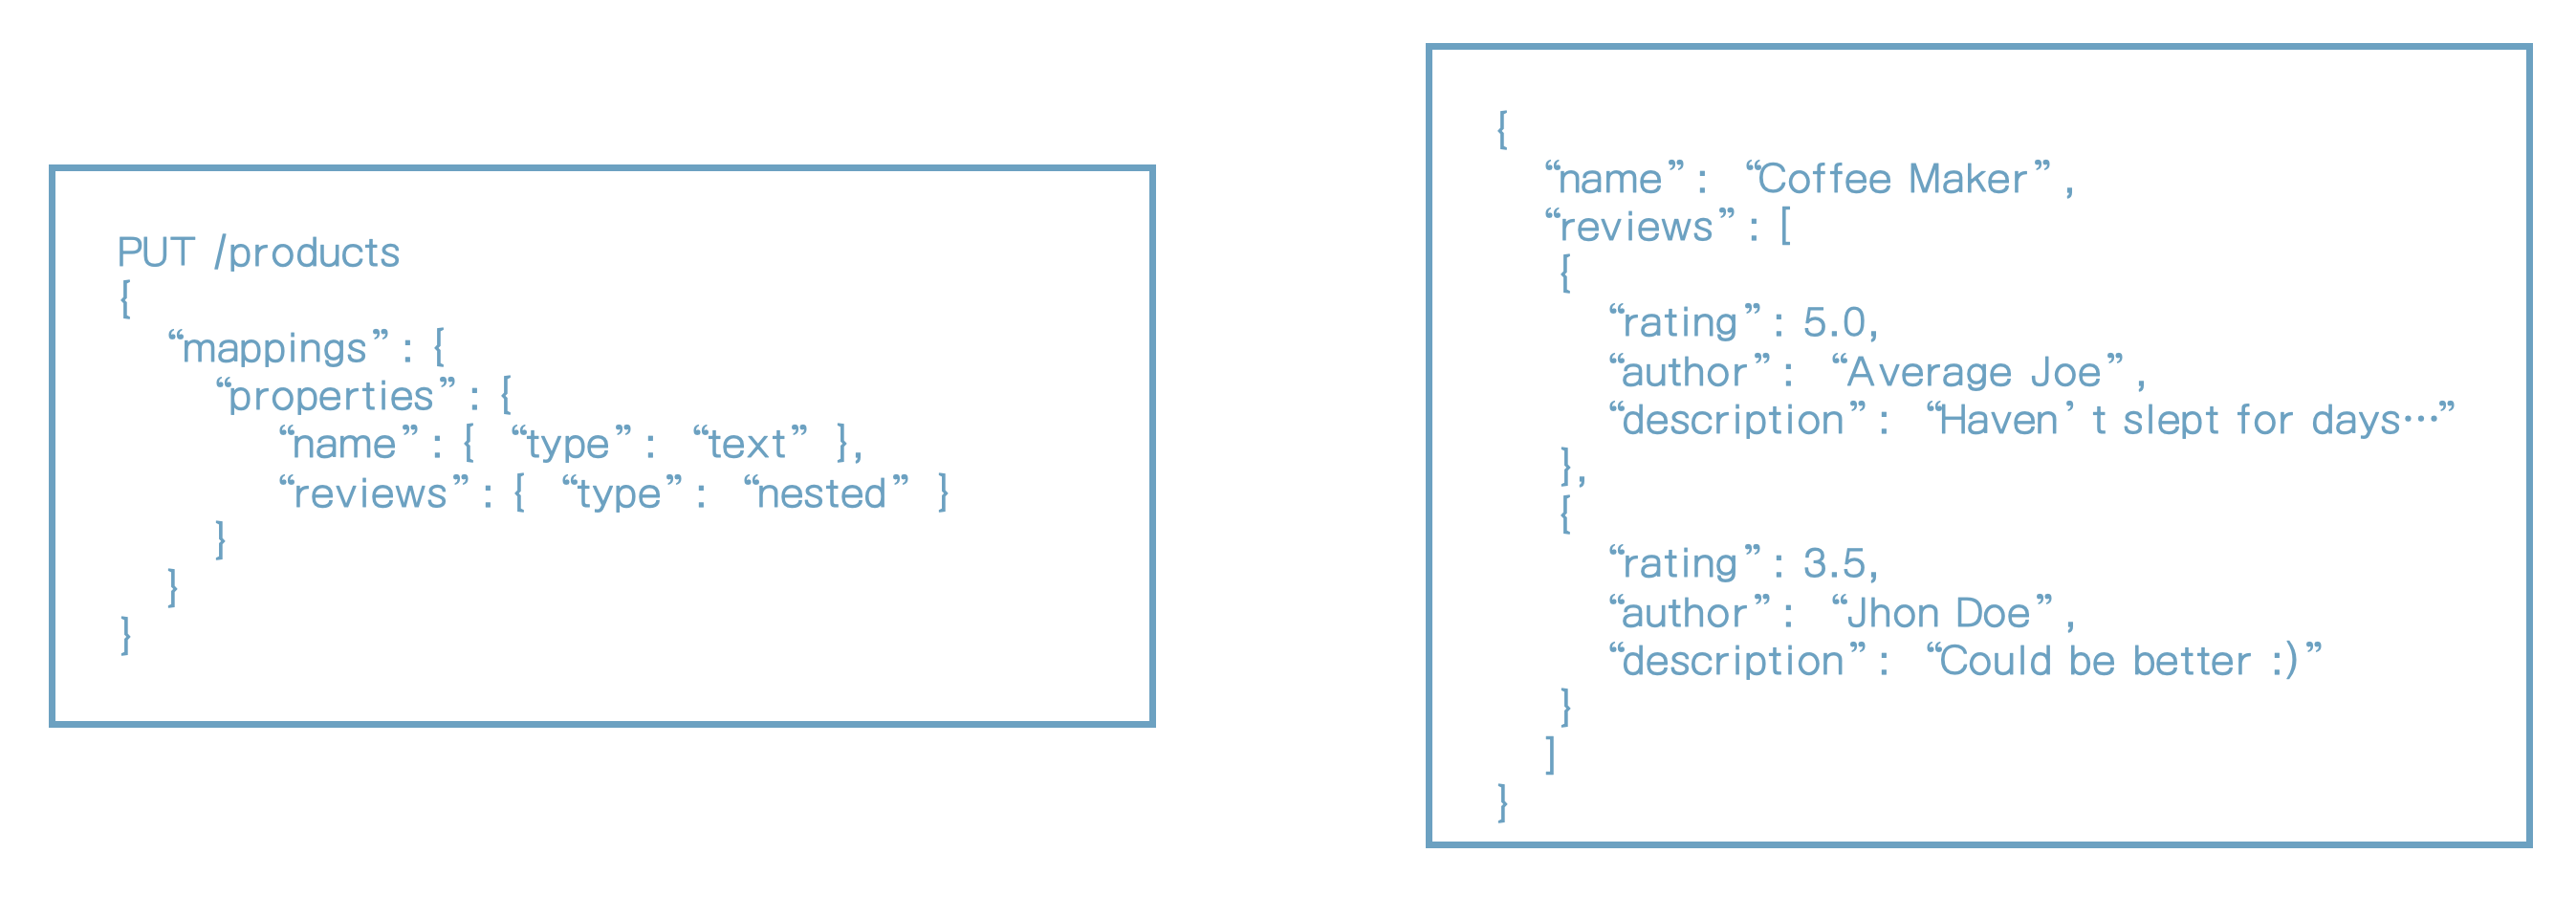 PUT /products
{
“mappings”: {
“properties”: {
“name”: { “type”: “text” },
“reviews”: { “type”: “nested” }
}
}
}
{
“name”: “Coffee Maker”,
“reviews”: [
{
“rating”: 5.0,
“author”: “Average Joe”,
“description”: “Haven’t slept for days…”
},
{
“rating”: 3.5,
“author”: “Jhon Doe”,
“description”: “Could be better :)”
}
]
}